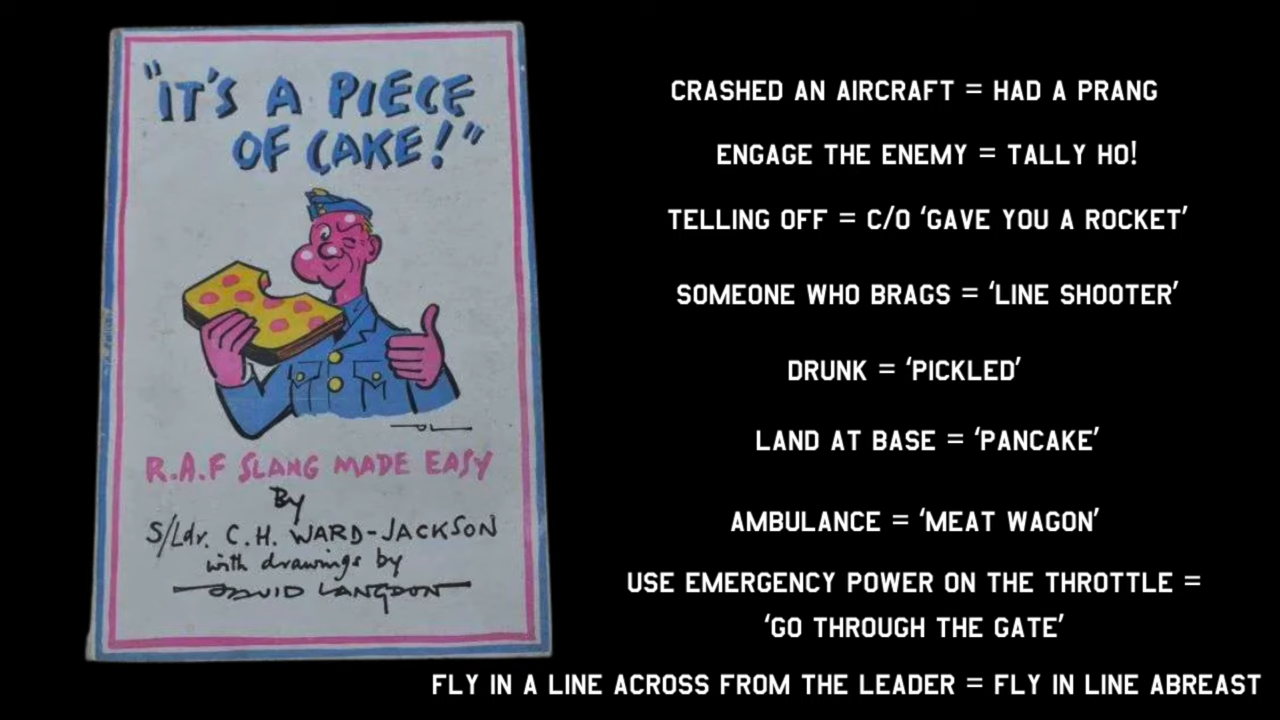 "IT'S A PIECE
OF CAKE!"
R.A.F SLANG MADE EASY
By
S/Ldr. C.H. WARD-JACKSON
with drawings by
DAVID LANGDON
CRASHED AN AIRCRAFT = HAD A PRANG
ENGAGE THE ENEMY = TALLY HO!
TELLING OFF = C/O ‘GAVE YOU A ROCKET’
SOMEONE WHO BRAGS = ‘LINE SHOOTER’
DRUNK = ‘PICKLED’
LAND AT BASE = ‘PANCAKE’
AMBULANCE = ‘MEAT WAGON’
USE EMERGENCY POWER ON THE THROTTLE =
‘GO THROUGH THE GATE’
FLY IN A LINE ACROSS FROM THE LEADER = FLY IN LINE ABREAST